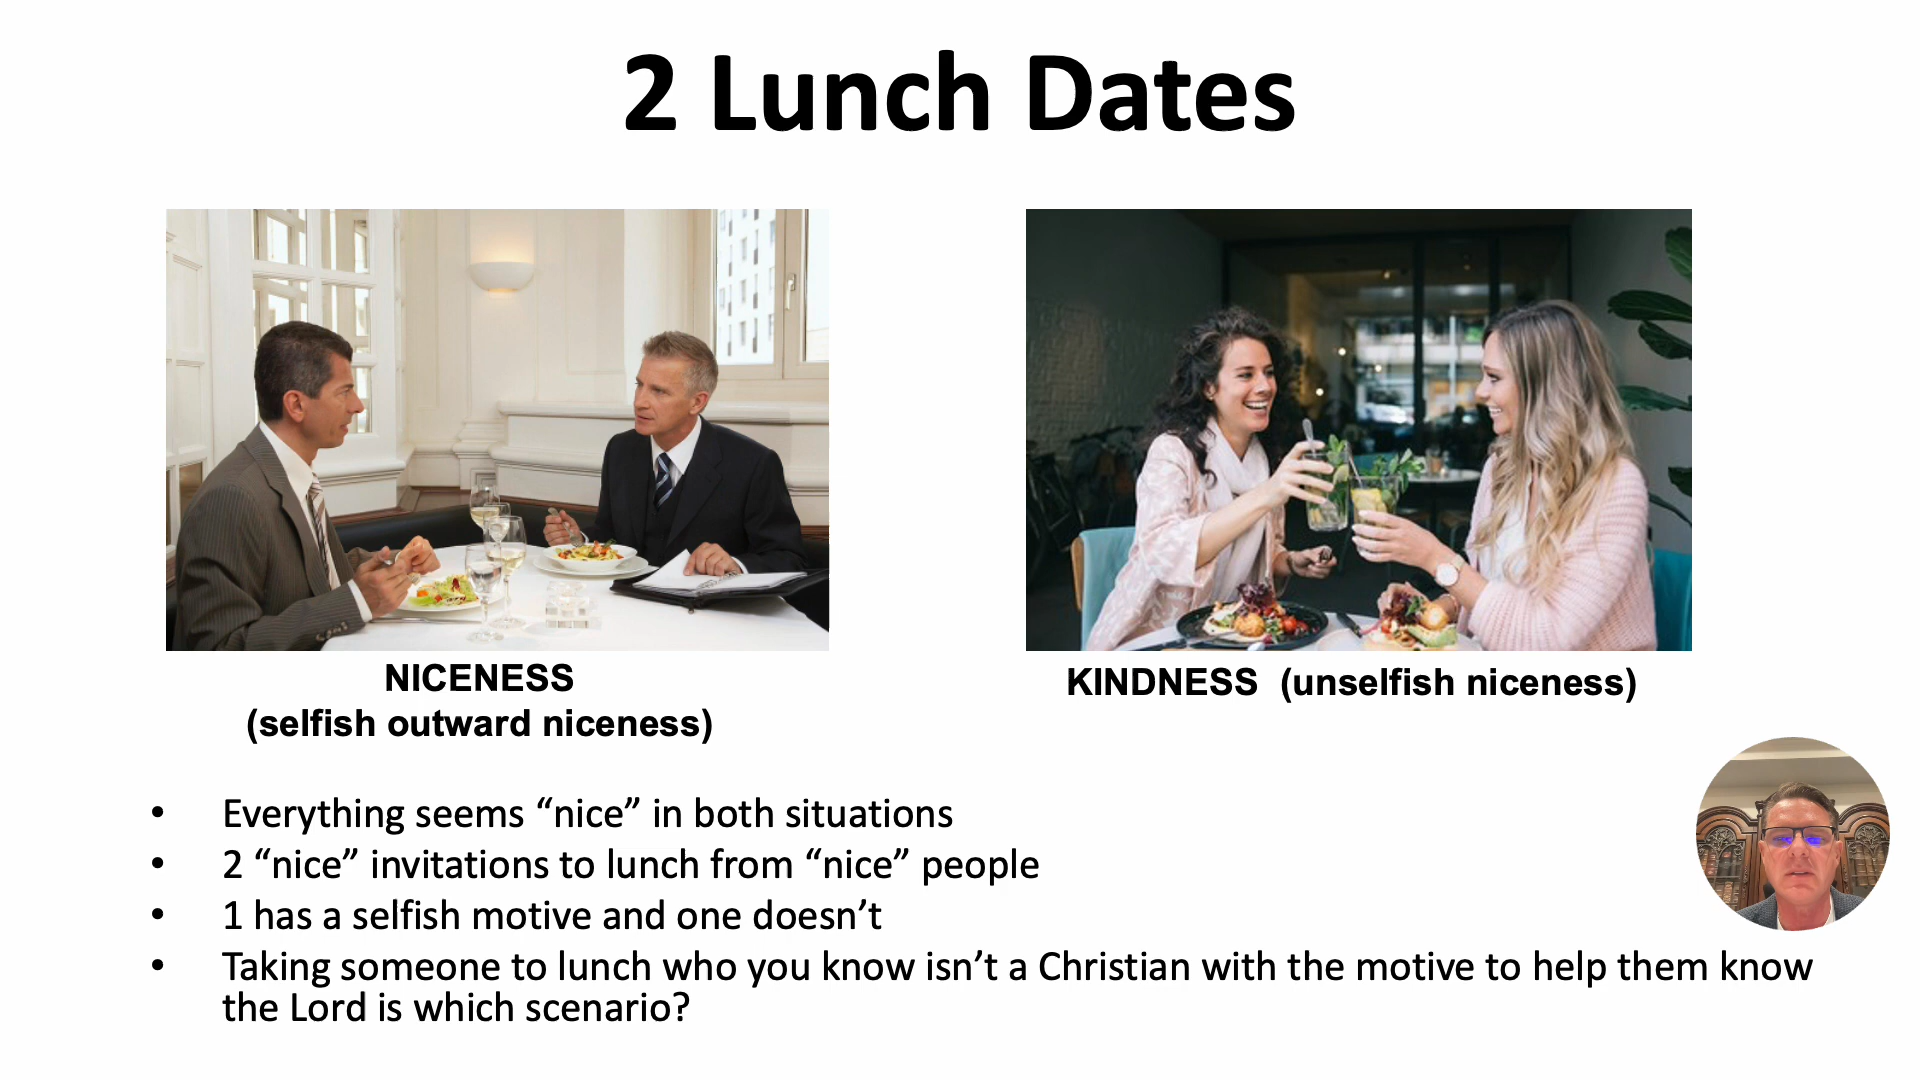 2 Lunch Dates
NICENESS
(selfish outward niceness)
KINDNESS  (unselfish niceness)
• Everything seems “nice” in both situations
• 2 “nice” invitations to lunch from “nice” people
• 1 has a selfish motive and one doesn’t
• Taking someone to lunch who you know isn’t a Christian with the motive to help them know
the Lord is which scenario?